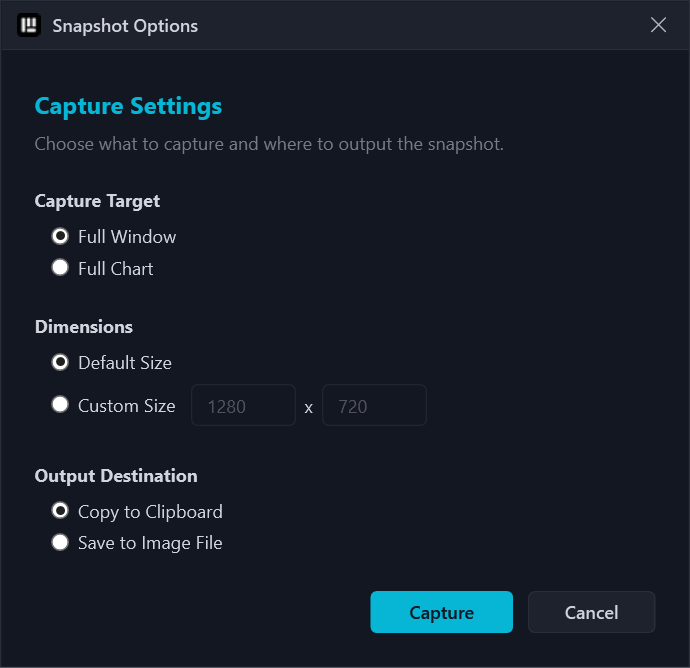 Snapshot Options
Capture Settings
Choose what to capture and where to output the snapshot.
Capture Target
Full Window
Full Chart
Dimensions
Default Size
Custom Size 1280 x 720
Output Destination
Copy to Clipboard
Save to Image File
Capture Cancel